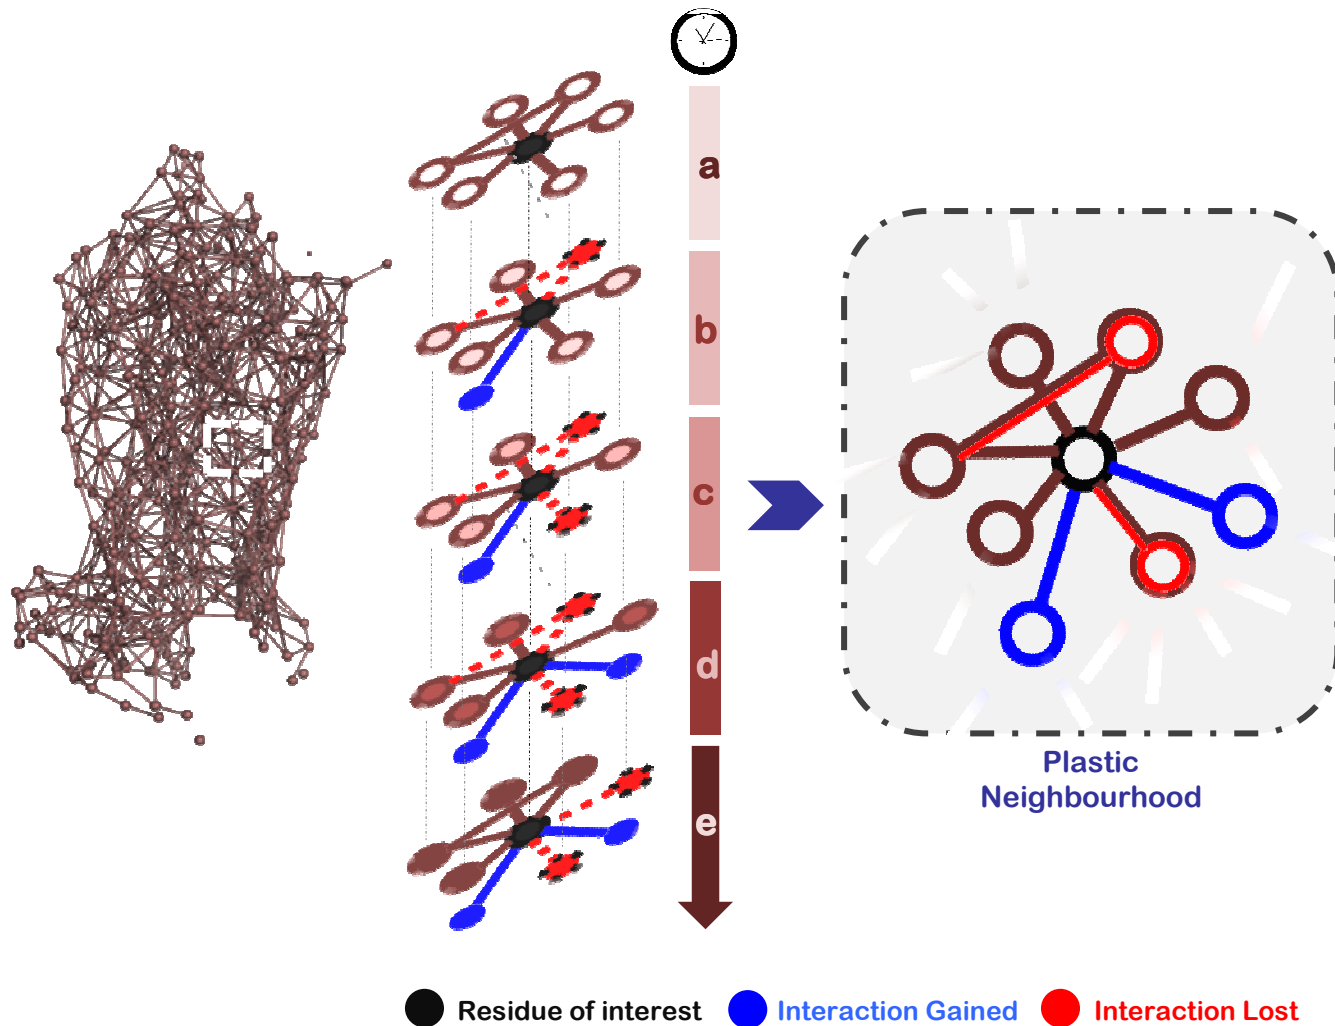 a
b
c
d
e
Plastic
Neighbourhood
Residue of interest
Interaction Gained
Interaction Lost